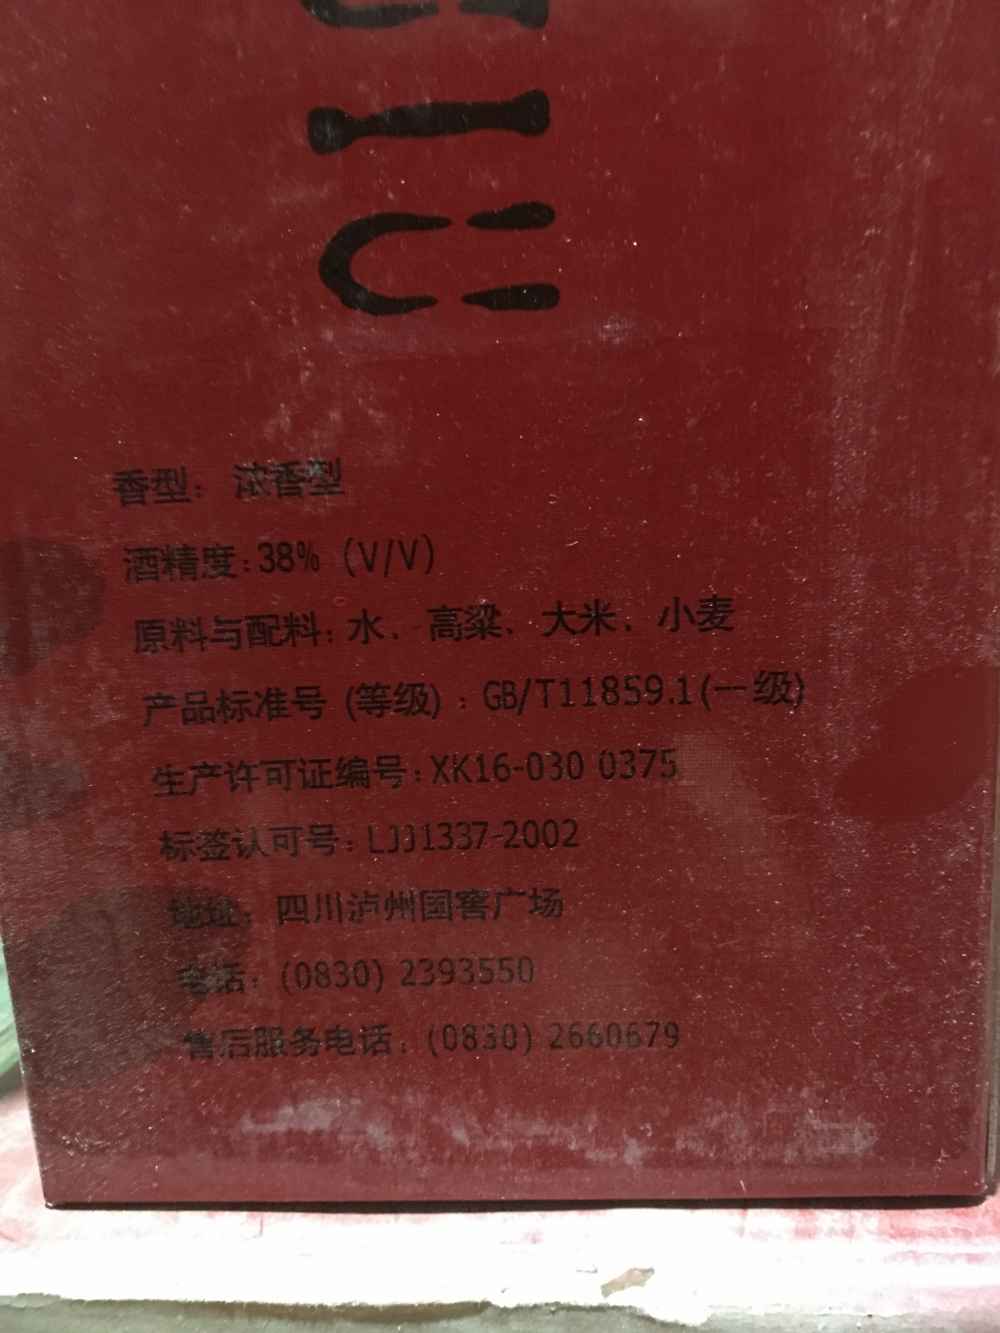 香型：浓香型
酒精度:38%（V/V）
原料与配料：水、高粱、大米、小麦
产品标准号 (等级)：GB/T11859.1(一级)
生产许可证编号:XK16-030 0375
标签认可号：LJJ1337-2002
地址：四川泸州国窖广场
电话：(0830) 2393550
售后服务电话：(0830) 2660679